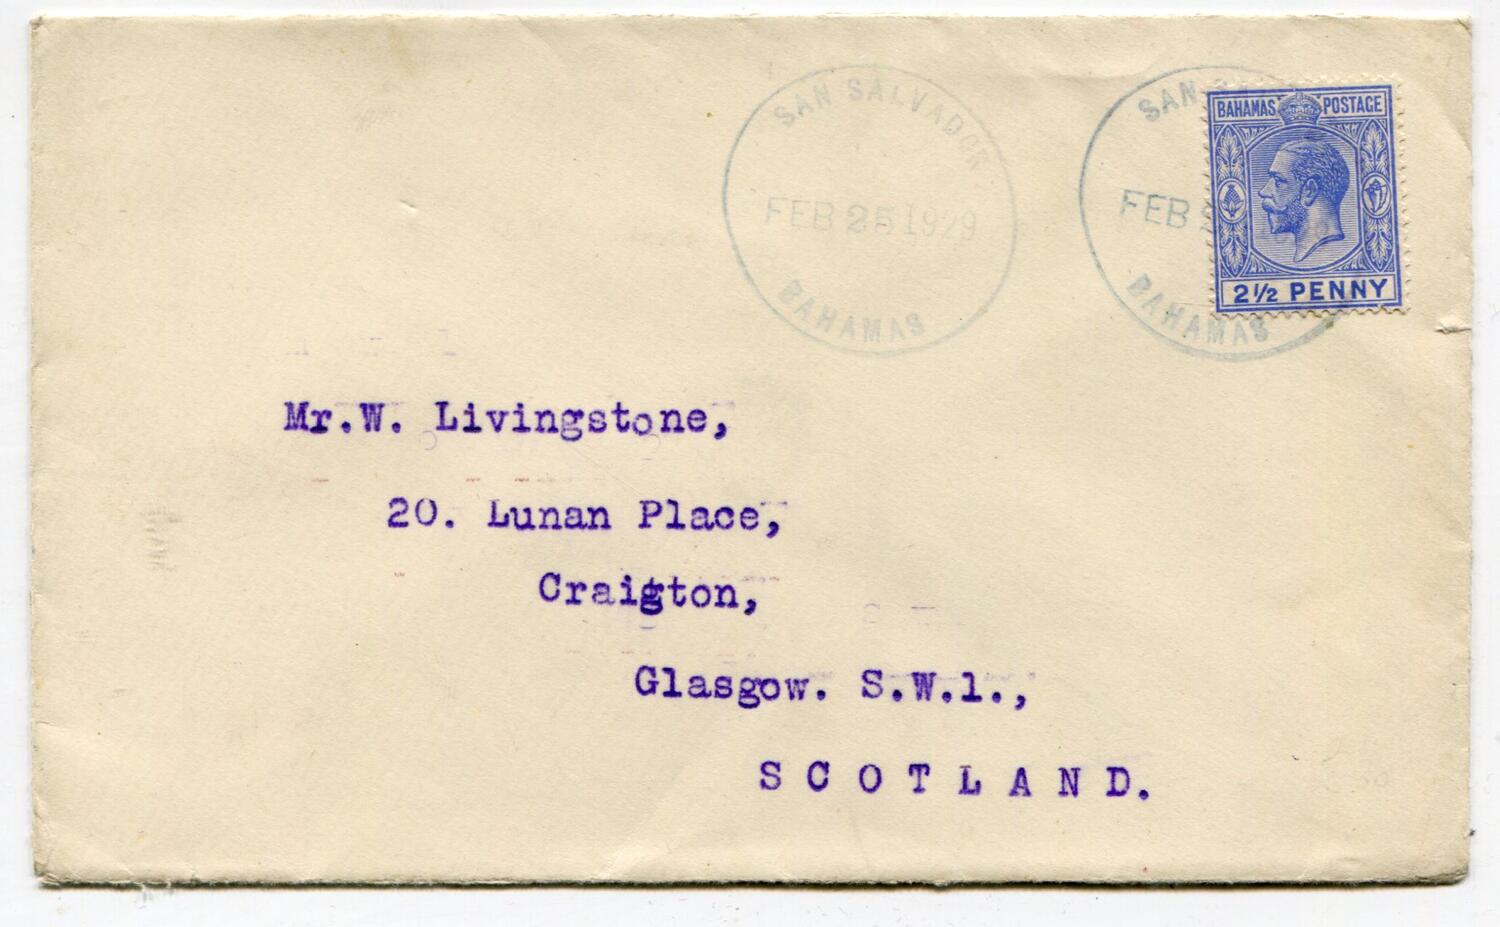 SAN SALVADOR
FEB 25 1929
BAHAMAS
SAN
FEB
BAHAMAS
BAHAMAS POSTAGE
2½ PENNY
Mr.W. Livingstone,
20. Lunan Place,
Craigton,
Glasgow. S.W.1.,
SCOTLAND.